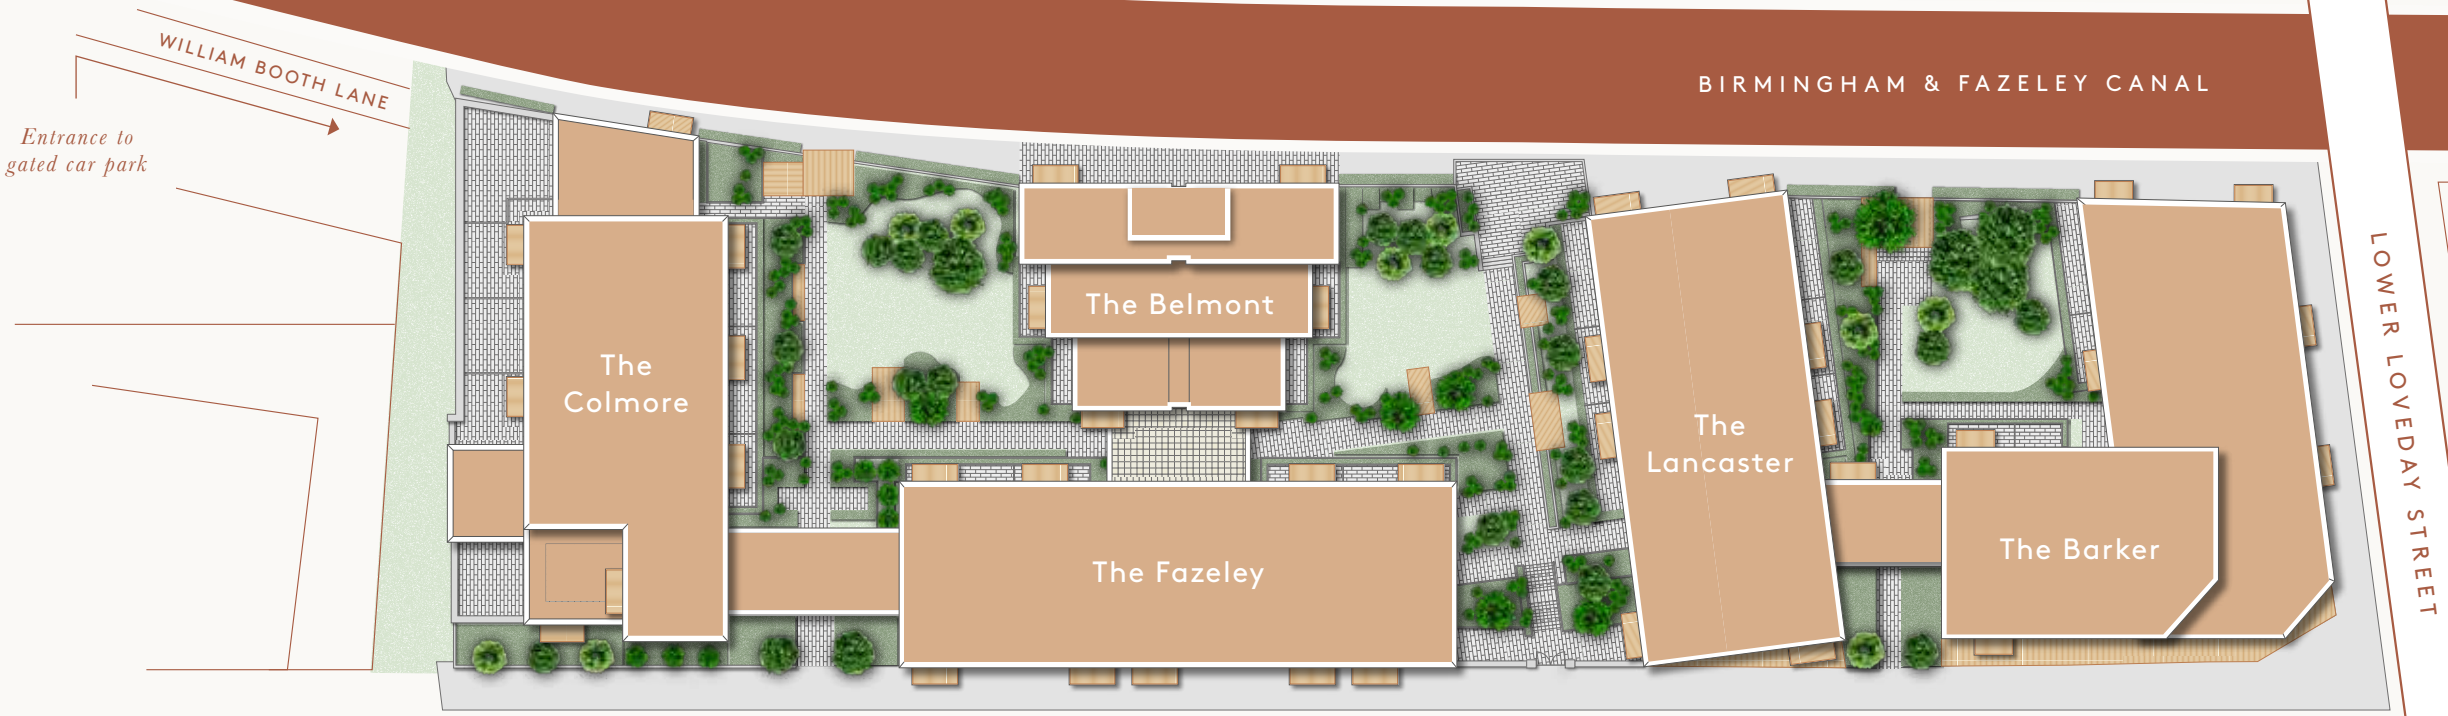 WILLIAM BOOTH LANE
Entrance to
gated car park
BIRMINGHAM & FAZELEY CANAL
LOWER LOVEDAY STREET
The
Colmore
The Belmont
The Fazeley
The
Lancaster
The Barker